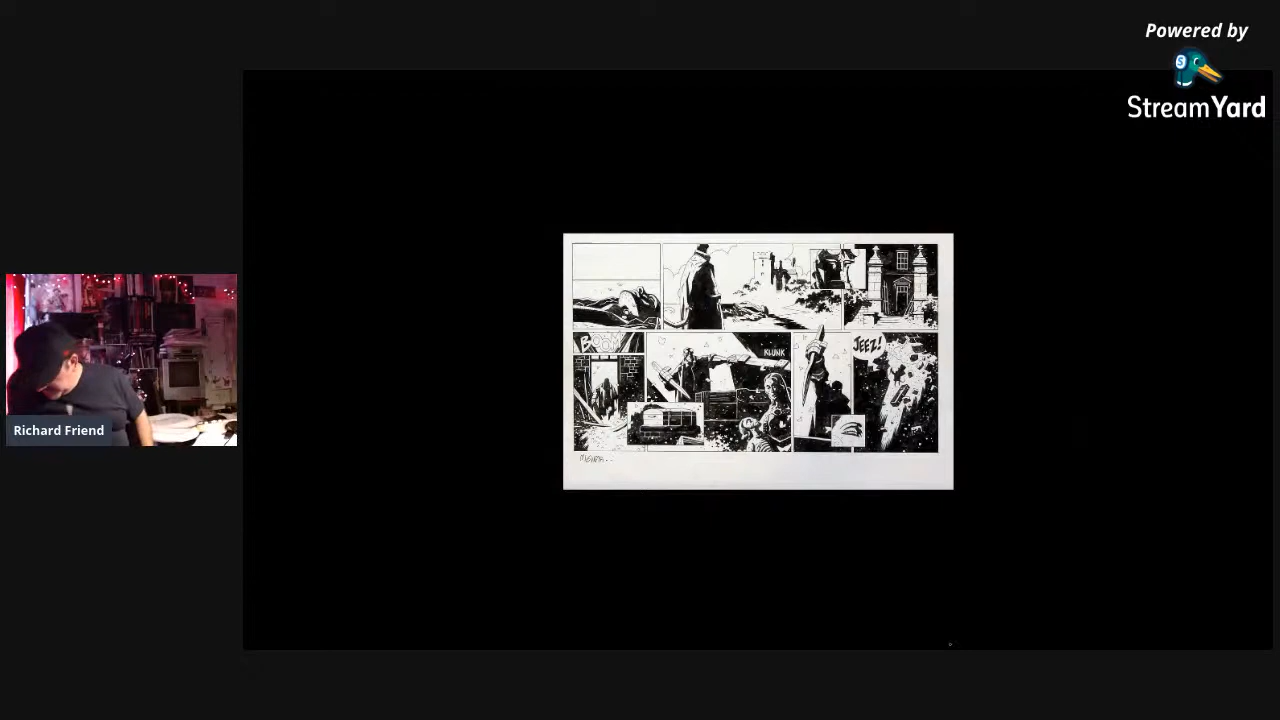 Powered by
StreamYard
Richard Friend
BOOM
KLUNK
JEEZ!